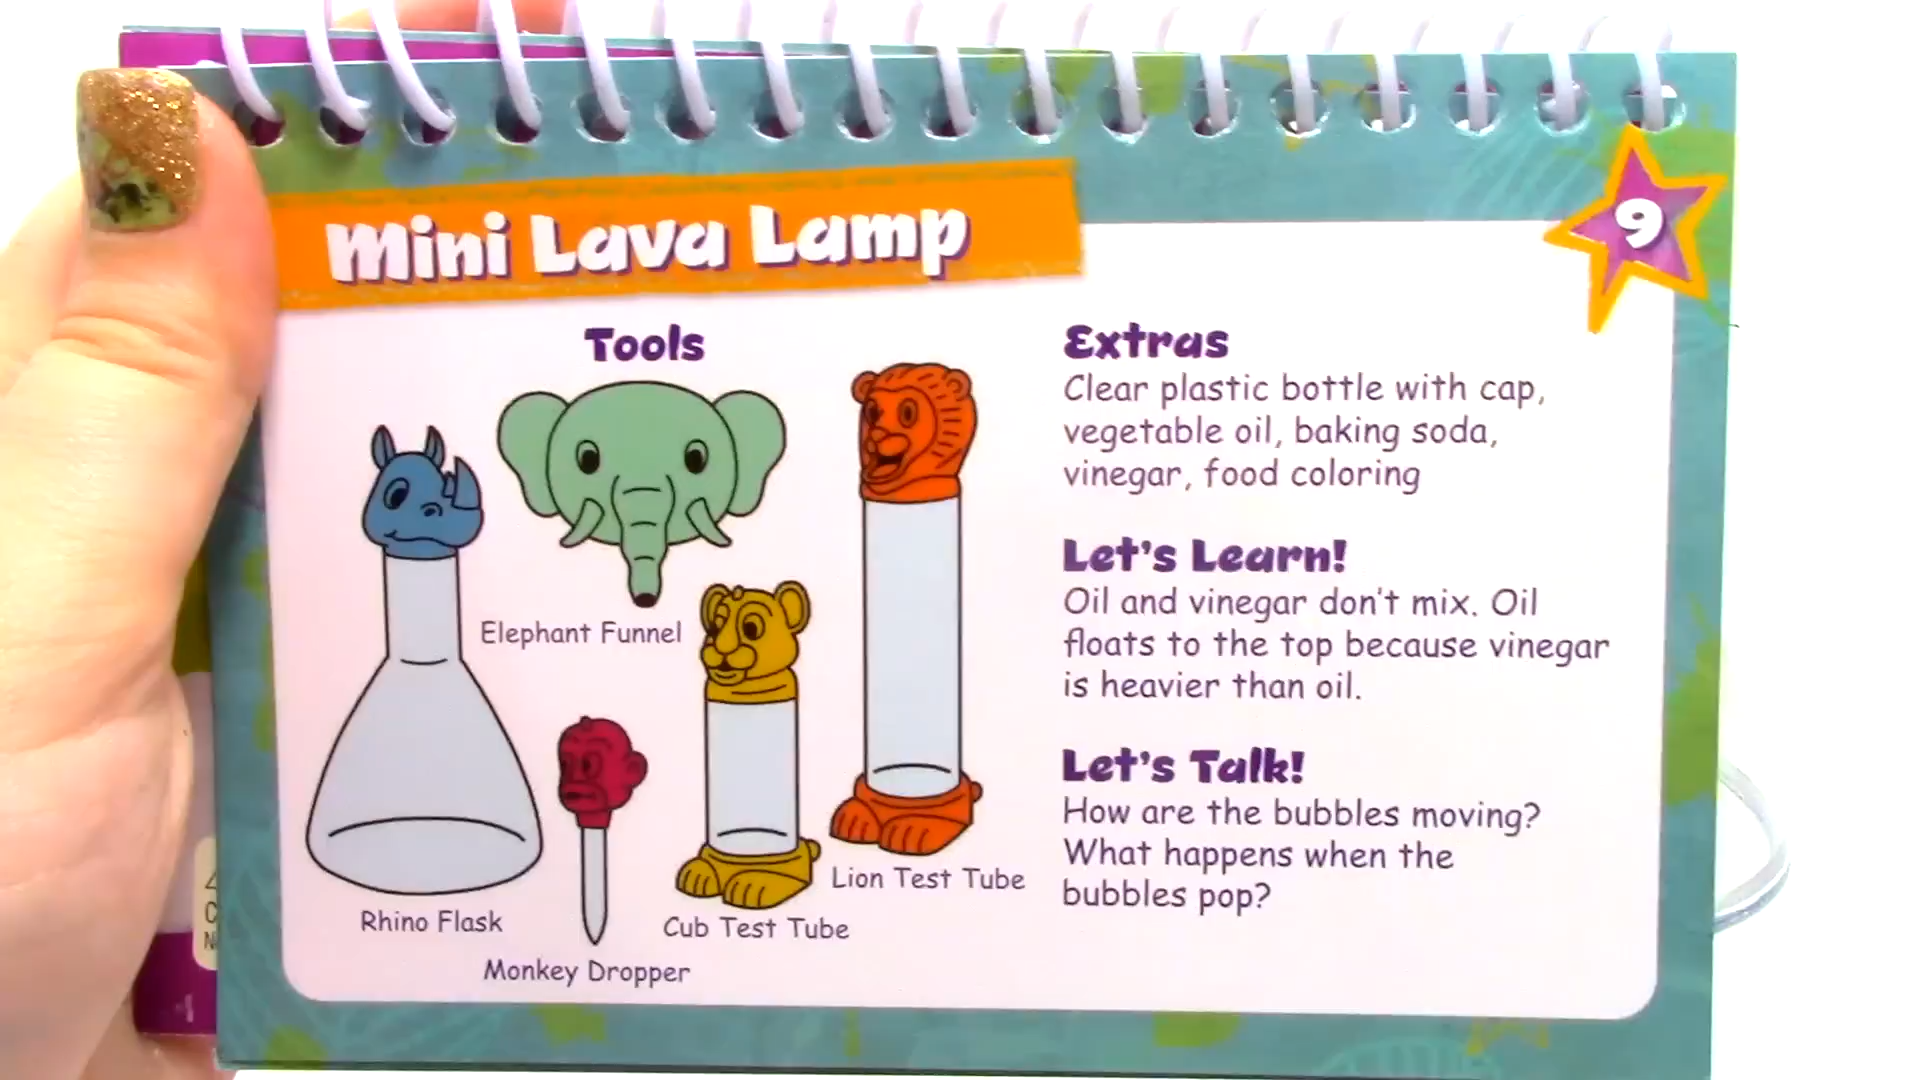 Mini Lava Lamp
9
Tools
Elephant Funnel
Rhino Flask
Monkey Dropper
Cub Test Tube
Lion Test Tube
Extras
Clear plastic bottle with cap,
vegetable oil, baking soda,
vinegar, food coloring
Let's Learn!
Oil and vinegar don't mix. Oil
floats to the top because vinegar
is heavier than oil.
Let's Talk!
How are the bubbles moving?
What happens when the
bubbles pop?